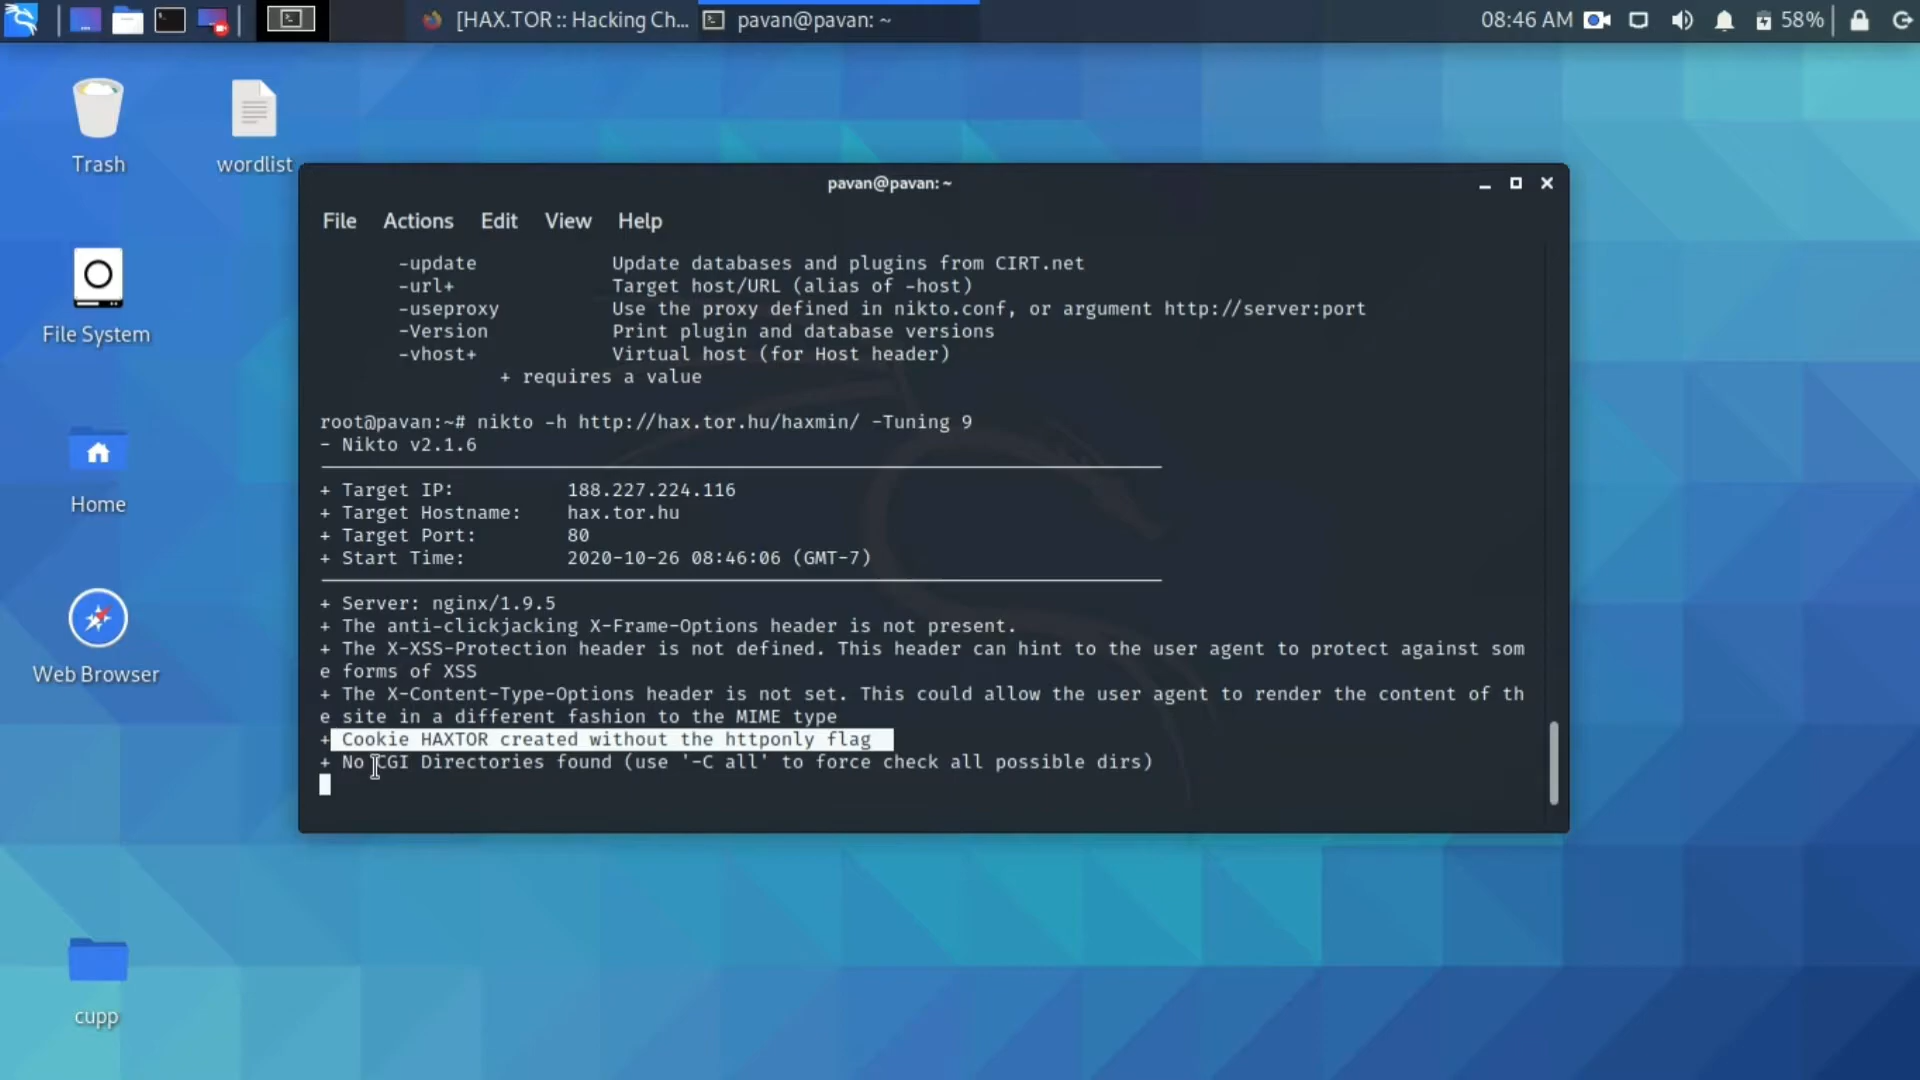 [HAX.TOR :: Hacking Ch...
pavan@pavan: ~
08:46 AM
58%
Trash
wordlist
File System
Home
Web Browser
cupp
pavan@pavan: ~
File Actions Edit View Help
-update Update databases and plugins from CIRT.net
-url+ Target host/URL (alias of -host)
-useproxy Use the proxy defined in nikto.conf, or argument http://server:port
-Version Print plugin and database versions
-vhost+ Virtual host (for Host header)
+ requires a value
root@pavan:~# nikto -h http://hax.tor.hu/haxmin/ -Tuning 9
- Nikto v2.1.6
+ Target IP: 188.227.224.116
+ Target Hostname: hax.tor.hu
+ Target Port: 80
+ Start Time: 2020-10-26 08:46:06 (GMT-7)
+ Server: nginx/1.9.5
+ The anti-clickjacking X-Frame-Options header is not present.
+ The X-XSS-Protection header is not defined. This header can hint to the user agent to protect against som
e forms of XSS
+ The X-Content-Type-Options header is not set. This could allow the user agent to render the content of th
e site in a different fashion to the MIME type
+ Cookie HAXTOR created without the httponly flag
+ No CGI Directories found (use '-C all' to force check all possible dirs)